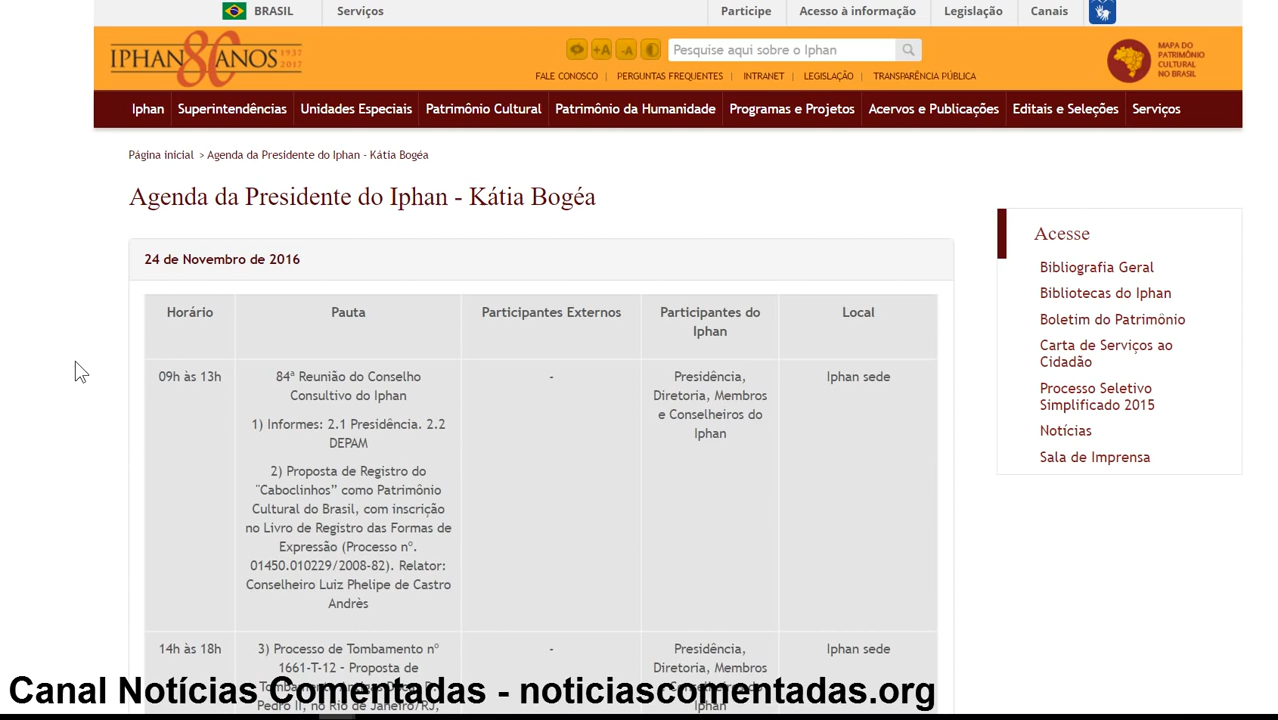 BRASIL Serviços Participe Acesso à informação Legislação Canais
IPHAN 80 ANOS 1937 2017
+A -A
Pesquise aqui sobre o Iphan
MAPA DO
PATRIMÔNIO
CULTURAL
NO BRASIL
FALE CONOSCO | PERGUNTAS FREQUENTES | INTRANET | LEGISLAÇÃO | TRANSPARÊNCIA PÚBLICA
Iphan Superintendências Unidades Especiais Patrimônio Cultural Patrimônio da Humanidade Programas e Projetos Acervos e Publicações Editais e Seleções Serviços
Página inicial > Agenda da Presidente do Iphan - Kátia Bogéa
Agenda da Presidente do Iphan - Kátia Bogéa
24 de Novembro de 2016
Horário
Pauta
Participantes Externos
Participantes do
Iphan
Local
09h às 13h
84ª Reunião do Conselho
Consultivo do Iphan
1) Informes: 2.1 Presidência. 2.2
DEPAM
2) Proposta de Registro do
"Caboclinhos” como Patrimônio
Cultural do Brasil, com inscrição
no Livro de Registro das Formas de
Expressão (Processo nº.
01450.010229/2008-82). Relator:
Conselheiro Luiz Phelipe de Castro
Andrès
-
Presidência,
Diretoria, Membros
e Conselheiros do
Iphan
Iphan sede
14h às 18h
3) Processo de Tombamento nº
1661-T-12 - Proposta de
Pedro II, no Rio de Janeiro/RJ,
-
Presidência,
Diretoria, Membros
Iphan
Iphan sede
Acesse
Bibliografia Geral
Bibliotecas do Iphan
Boletim do Patrimônio
Carta de Serviços ao
Cidadão
Processo Seletivo
Simplificado 2015
Notícias
Sala de Imprensa
Canal Notícias Comentadas - noticiascomentadas.org